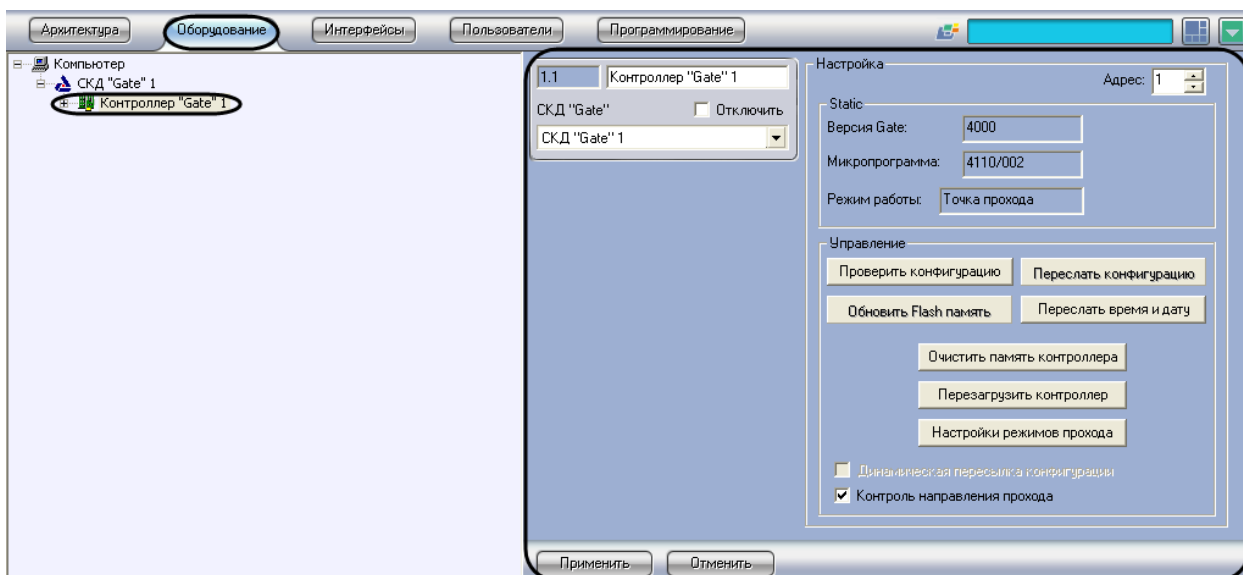 Архитектура Оборудование Интерфейсы Пользователи Программирование
Компьютер
СКД "Gate" 1
Контроллер "Gate" 1
1.1 Контроллер "Gate" 1
СКД "Gate" Отключить
СКД "Gate" 1
Настройка
Адрес: 1
Static
Версия Gate: 4000
Микропрограмма: 4110/002
Режим работы: Точка прохода
Управление
Проверить конфигурацию Переслать конфигурацию
Обновить Flash память Переслать время и дату
Очистить память контроллера
Перезагрузить контроллер
Настройки режимов прохода
Динамическая пересылка конфигурации
Контроль направления прохода
Применить Отменить